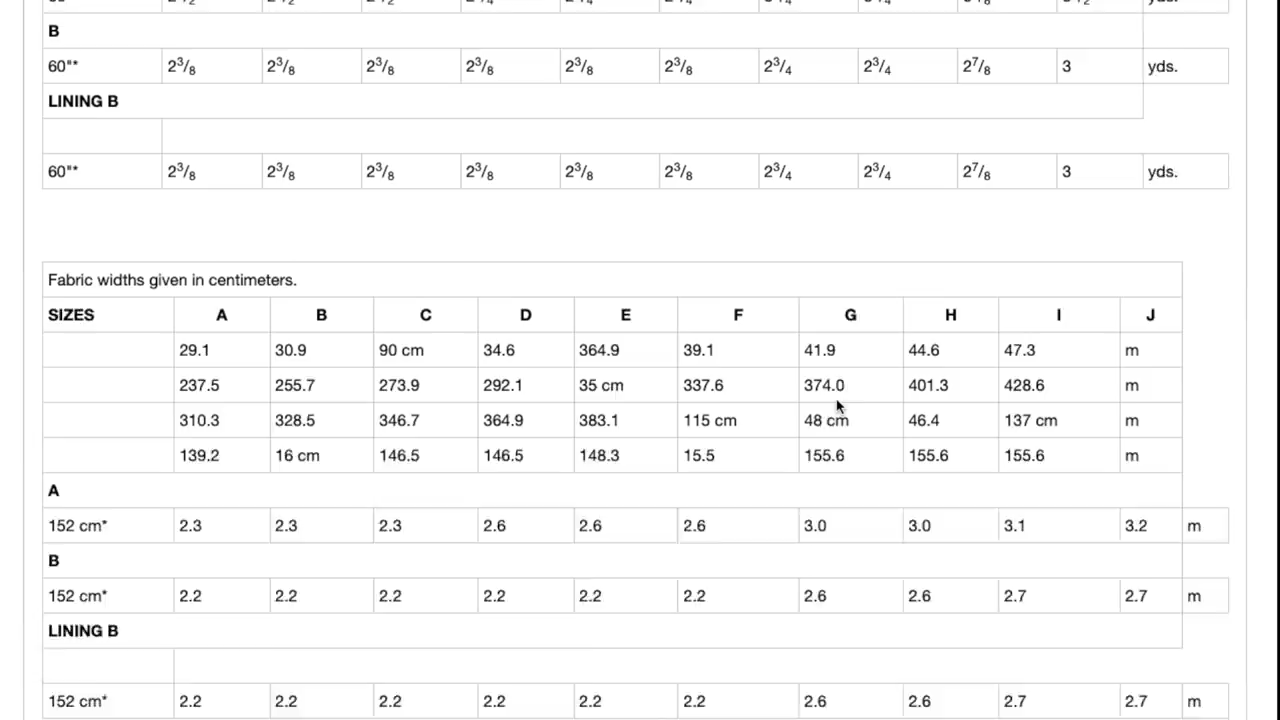 B
60"* 2 3/8 2 3/8 2 3/8 2 3/8 2 3/8 2 3/8 2 3/4 2 3/4 2 7/8 3 yds.
LINING B
60"* 2 3/8 2 3/8 2 3/8 2 3/8 2 3/8 2 3/8 2 3/4 2 3/4 2 7/8 3 yds.
Fabric widths given in centimeters.
SIZES A B C D E F G H I J
29.1 30.9 90 cm 34.6 364.9 39.1 41.9 44.6 47.3 m
237.5 255.7 273.9 292.1 35 cm 337.6 374.0 401.3 428.6 m
310.3 328.5 346.7 364.9 383.1 115 cm 48 cm 46.4 137 cm m
139.2 16 cm 146.5 146.5 148.3 15.5 155.6 155.6 155.6 m
A
152 cm* 2.3 2.3 2.3 2.6 2.6 2.6 3.0 3.0 3.1 3.2 m
B
152 cm* 2.2 2.2 2.2 2.2 2.2 2.2 2.6 2.6 2.7 2.7 m
LINING B
152 cm* 2.2 2.2 2.2 2.2 2.2 2.2 2.6 2.6 2.7 2.7 m